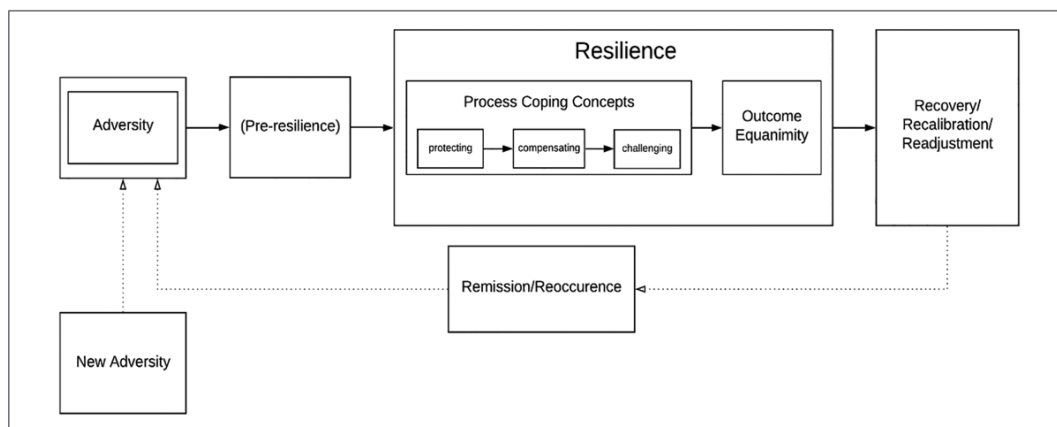 Resilience
Adversity
(Pre-resilience)
Process Coping Concepts
protecting
compensating
challenging
Outcome
Equanimity
Recovery/
Recalibration/
Readjustment
Remission/Reoccurence
New Adversity